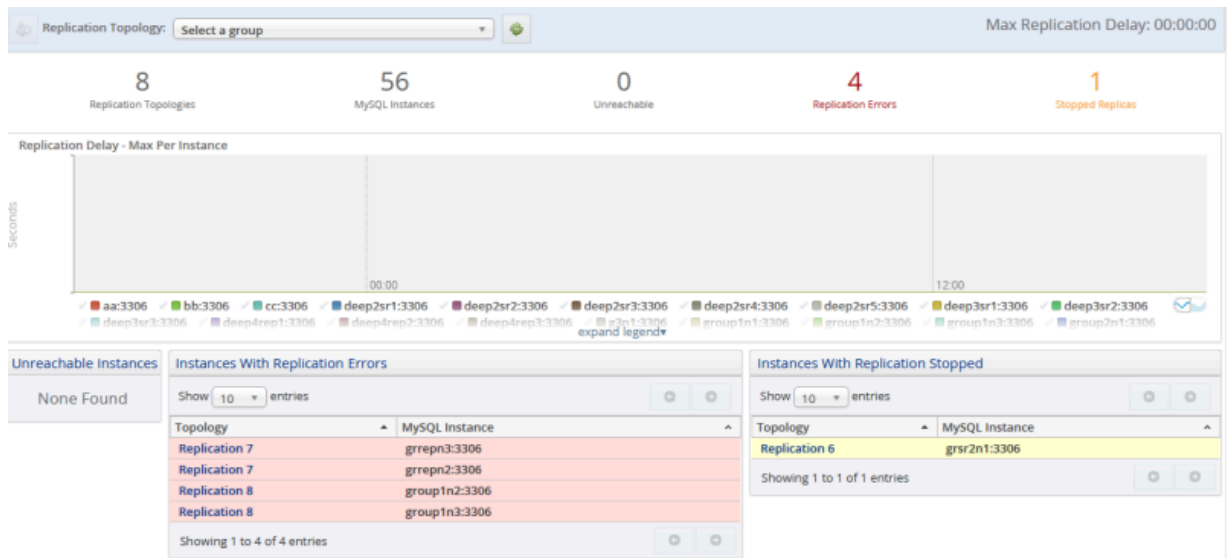 Replication Topology: Select a group Max Replication Delay: 00:00:00
8 56 0 4 1
Replication Topologies MySQL Instances Unreachable Replication Errors Stopped Replicas
Replication Delay - Max Per Instance
Seconds
00:00 12:00
aa:3306 bb:3306 cc:3306 deep2sr1:3306 deep2sr2:3306 deep2sr3:3306 deep2sr4:3306 deep2sr5:3306 deep3sr1:3306 deep3sr2:3306
deep3sr3:3306 deep4rep1:3306 deep4rep2:3306 deep4rep3:3306 g3n1:3306 group1n1:3306 group1n2:3306 group1n3:3306 group2n1:3306
expand legend▾
Unreachable Instances
None Found
Instances With Replication Errors
Show 10 entries
Topology MySQL Instance
Replication 7 grrepn3:3306
Replication 7 grrepn2:3306
Replication 8 group1n2:3306
Replication 8 group1n3:3306
Showing 1 to 4 of 4 entries
Instances With Replication Stopped
Show 10 entries
Topology MySQL Instance
Replication 6 grsr2n1:3306
Showing 1 to 1 of 1 entries